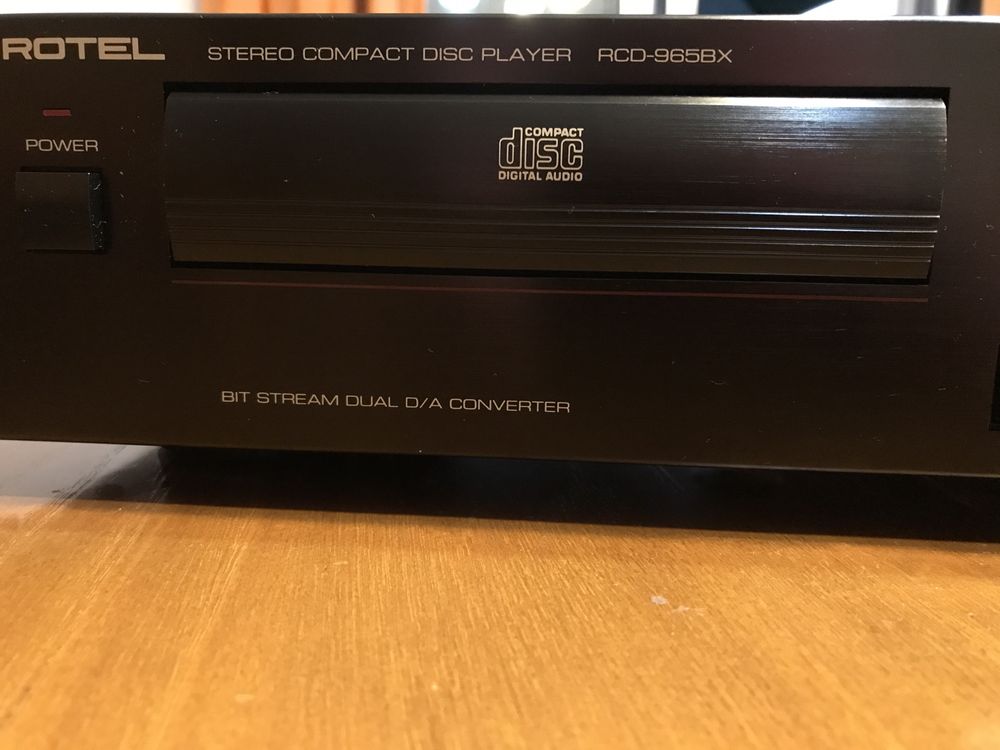 ROTEL
STEREO COMPACT DISC PLAYER RCD-965BX
POWER
COMPACT
disc
DIGITAL AUDIO
BIT STREAM DUAL D/A CONVERTER